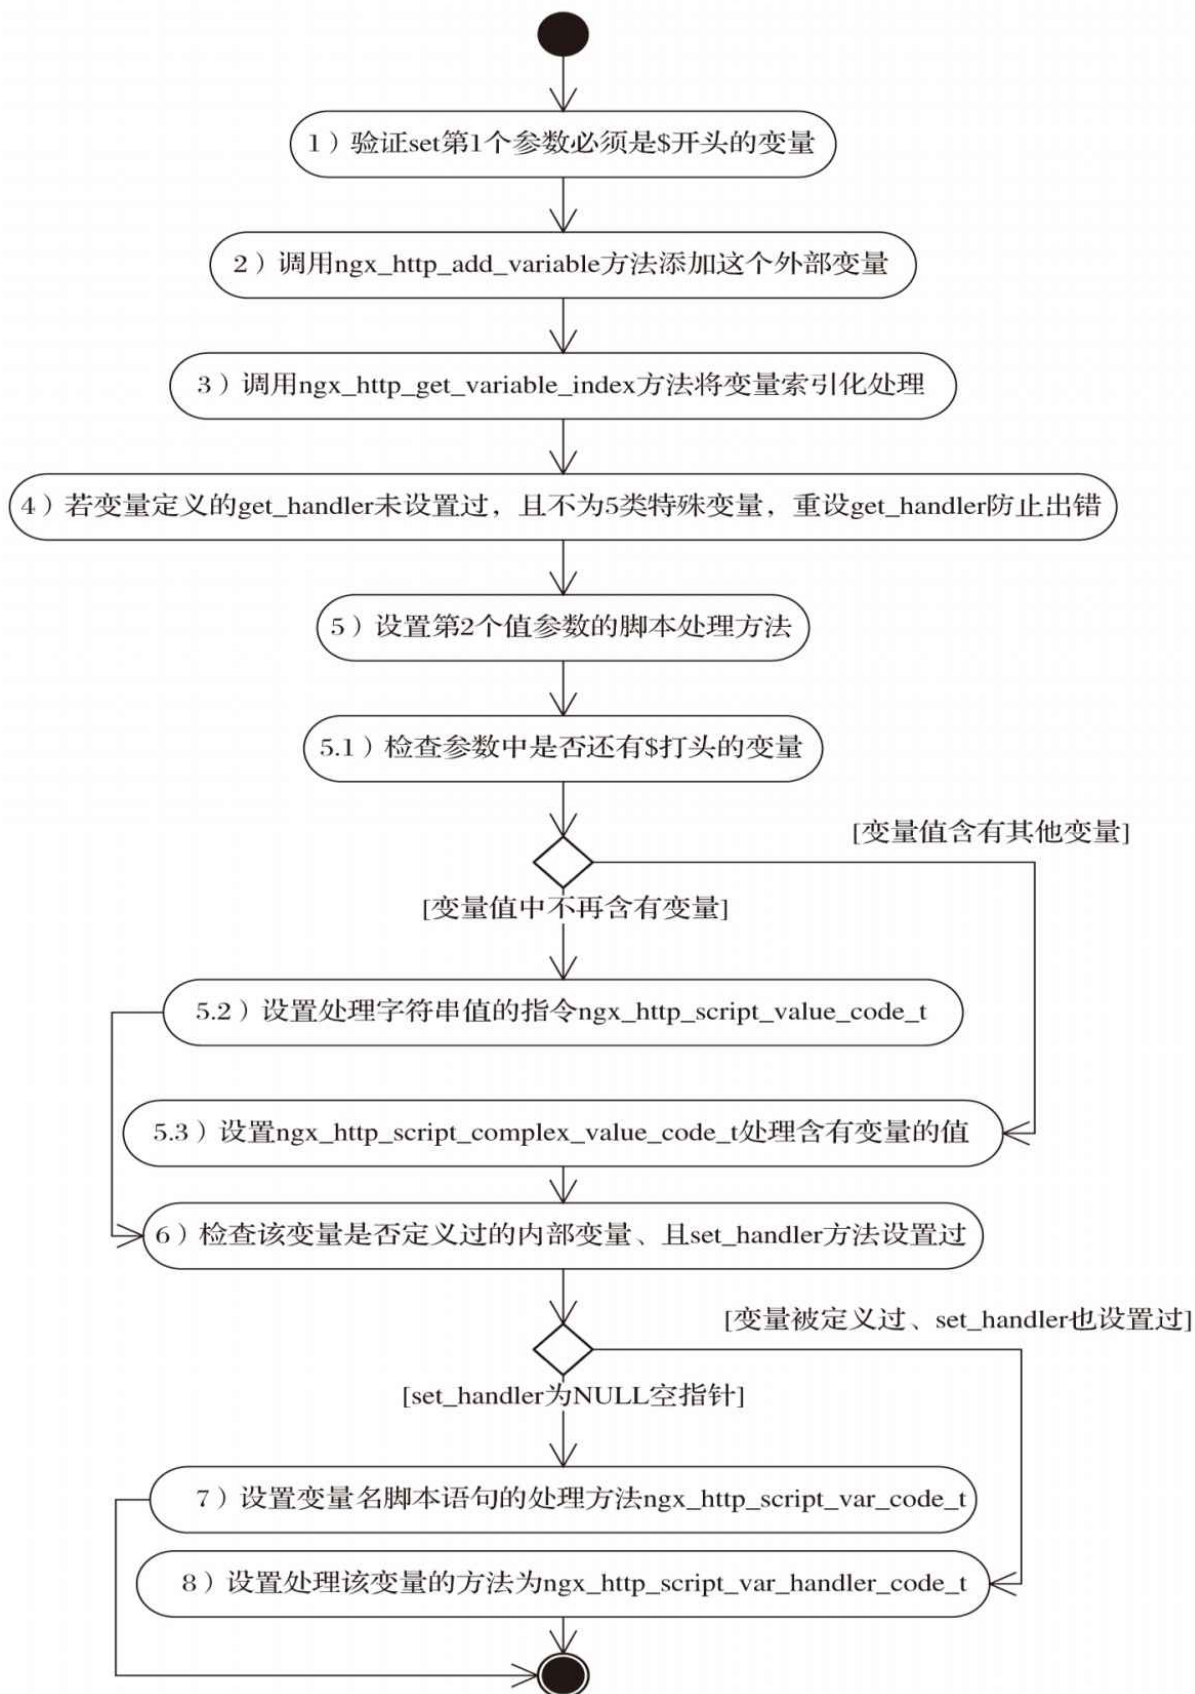 1）验证set第1个参数必须是$开头的变量
2）调用ngx_http_add_variable方法添加这个外部变量
3）调用ngx_http_get_variable_index方法将变量索引化处理
4）若变量定义的get_handler未设置过，且不为5类特殊变量，重设get_handler防止出错
5）设置第2个值参数的脚本处理方法
5.1）检查参数中是否还有$打头的变量
[变量值含有其他变量]
[变量值中不再含有变量]
5.2）设置处理字符串值的指令ngx_http_script_value_code_t
5.3）设置ngx_http_script_complex_value_code_t处理含有变量的值
6）检查该变量是否定义过的内部变量、且set_handler方法设置过
[变量被定义过、set_handler也设置过]
[set_handler为NULL空指针]
7）设置变量名脚本语句的处理方法ngx_http_script_var_code_t
8）设置处理该变量的方法为ngx_http_script_var_handler_code_t